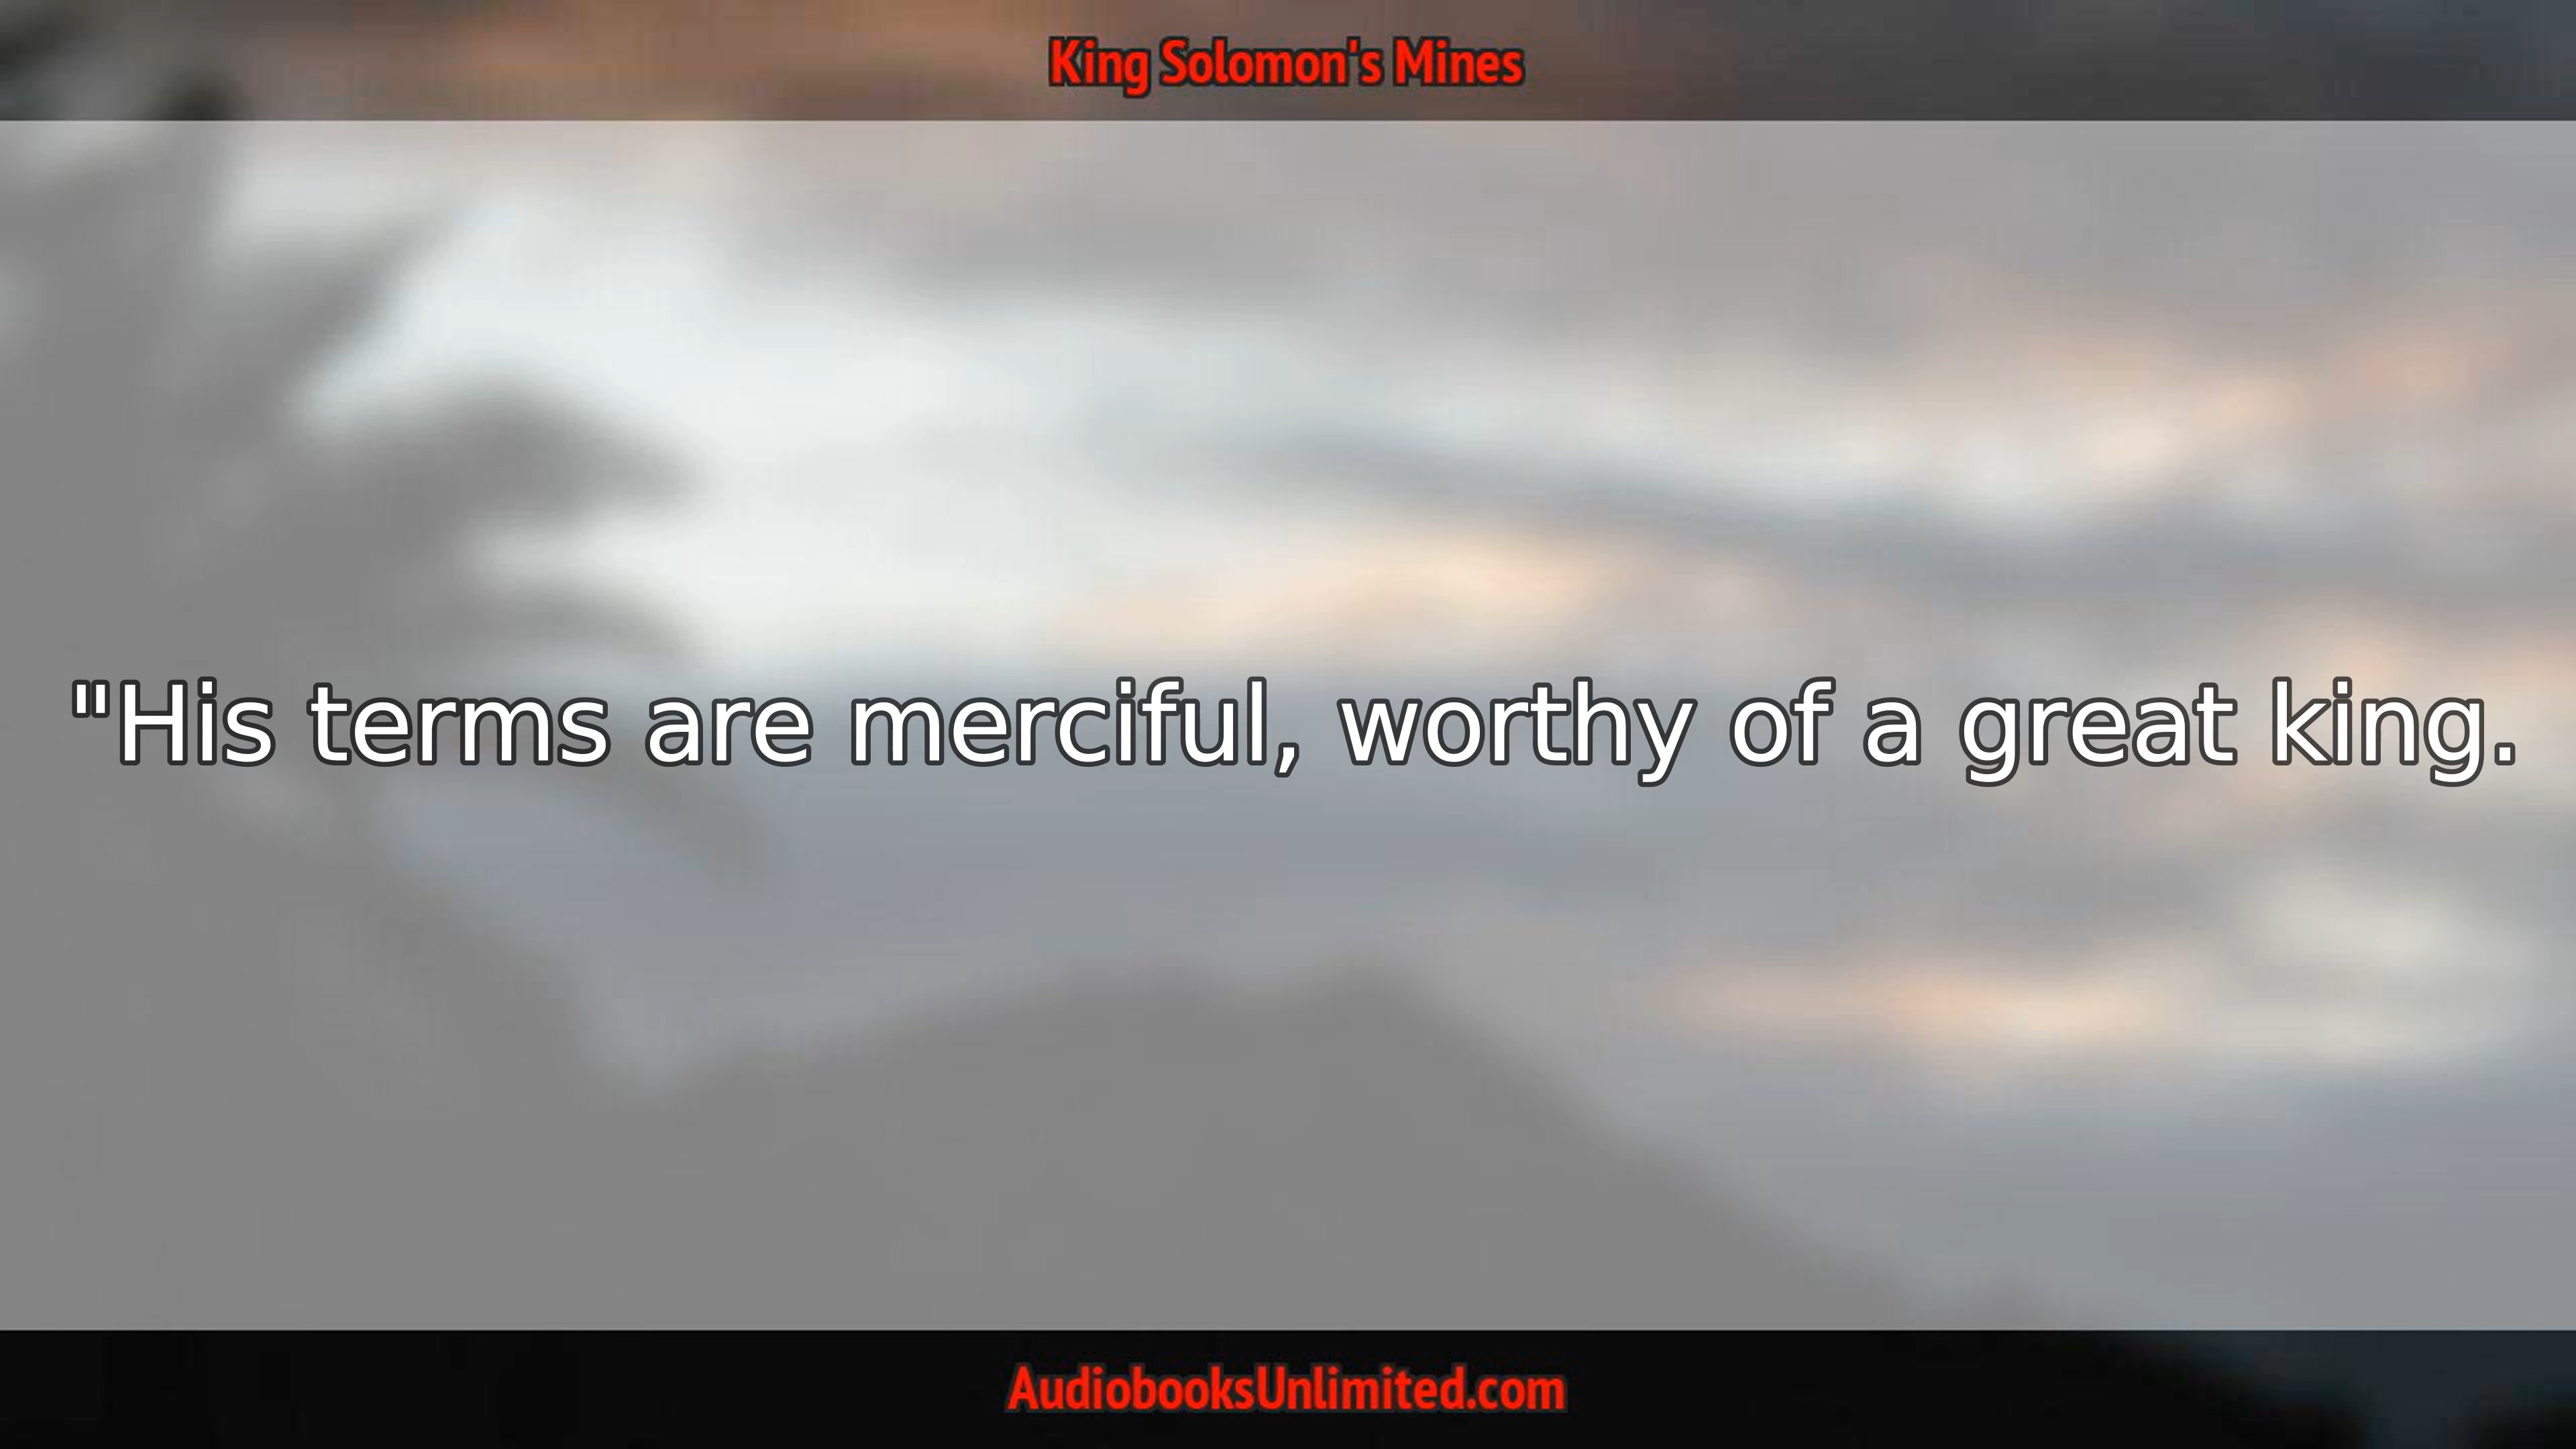 King Solomon's Mines
"His terms are merciful, worthy of a great king.
AudiobooksUnlimited.com